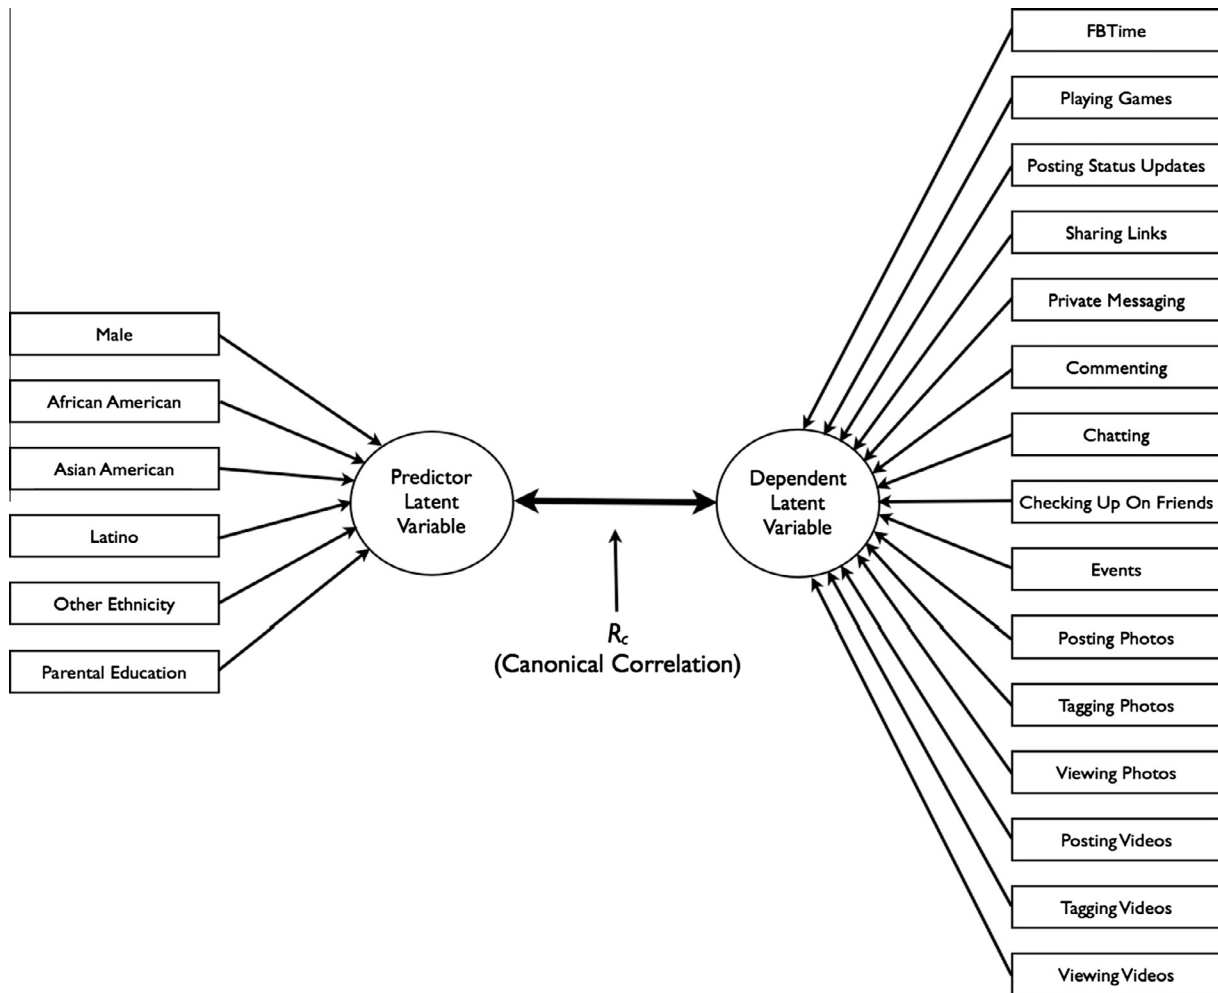 Male
African American
Asian American
Latino
Other Ethnicity
Parental Education
Predictor
Latent
Variable
Rc
(Canonical Correlation)
Dependent
Latent
Variable
FBTime
Playing Games
Posting Status Updates
Sharing Links
Private Messaging
Commenting
Chatting
Checking Up On Friends
Events
Posting Photos
Tagging Photos
Viewing Photos
Posting Videos
Tagging Videos
Viewing Videos